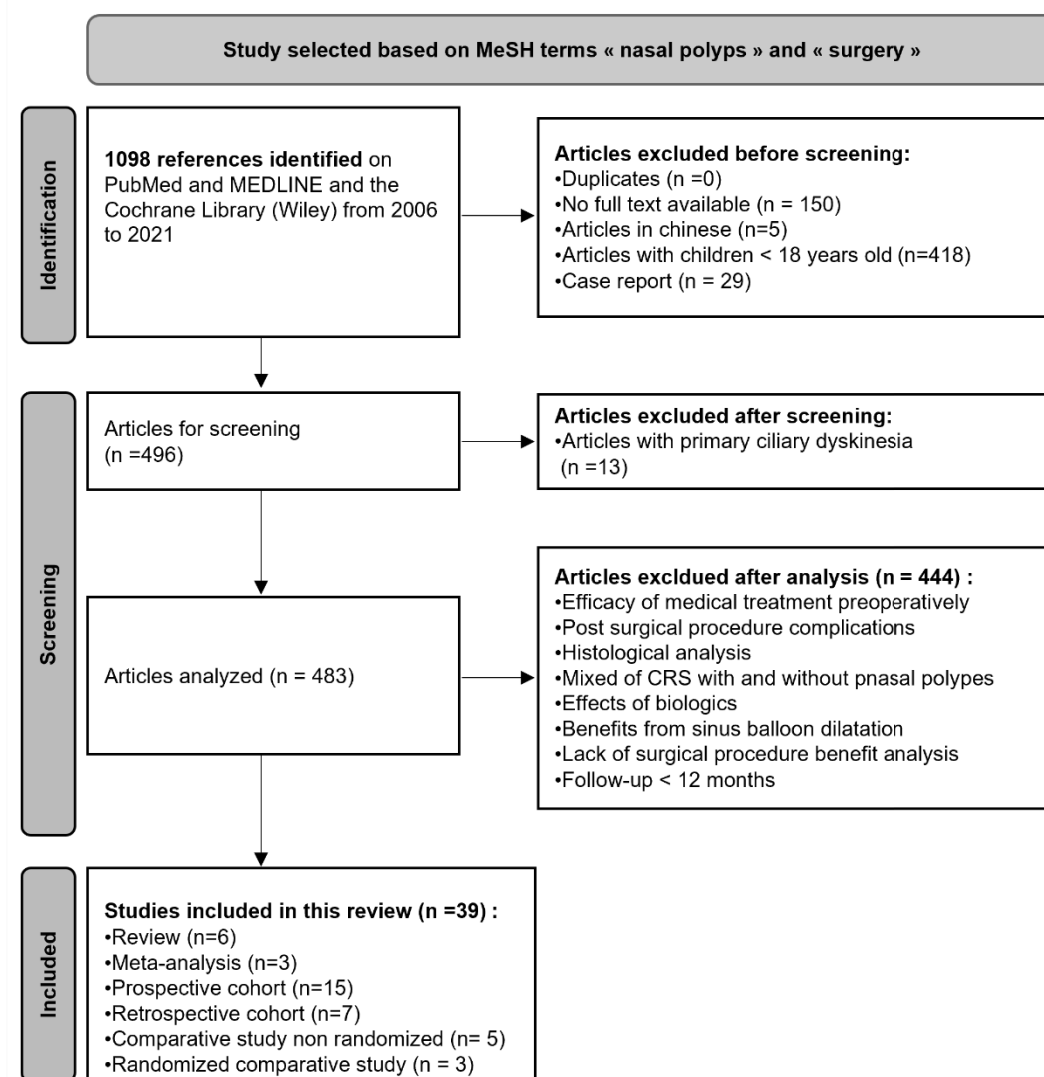 Study selected based on MeSH terms « nasal polyps » and « surgery »
Identification
1098 references identified on
PubMed and MEDLINE and the
Cochrane Library (Wiley) from 2006
to 2021
Articles excluded before screening:
•Duplicates (n =0)
•No full text available (n = 150)
•Articles in chinese (n=5)
•Articles with children < 18 years old (n=418)
•Case report (n = 29)
Screening
Articles for screening
(n =496)
Articles excluded after screening:
•Articles with primary ciliary dyskinesia
(n =13)
Articles analyzed (n = 483)
Articles excldued after analysis (n = 444) :
•Efficacy of medical treatment preoperatively
•Post surgical procedure complications
•Histological analysis
•Mixed of CRS with and without pnasal polypes
•Effects of biologics
•Benefits from sinus balloon dilatation
•Lack of surgical procedure benefit analysis
•Follow-up < 12 months
Included
Studies included in this review (n =39) :
•Review (n=6)
•Meta-analysis (n=3)
•Prospective cohort (n=15)
•Retrospective cohort (n=7)
•Comparative study non randomized (n= 5)
•Randomized comparative study (n = 3)